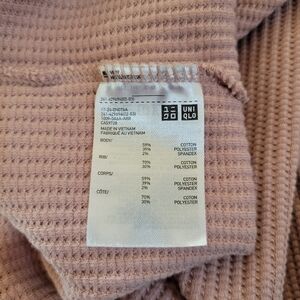 UNI
QLO
MADE IN VIETNAM
FABRIQUÉ AU VIETNAM
BODY/
59% COTTON
39% POLYESTER
2% SPANDEX
RIB/
70% COTTON
30% POLYESTER
CORPS/
59% COTTON
39% POLYESTER
2% SPANDEX
CÔTE/
70% COTTON
30% POLYESTER